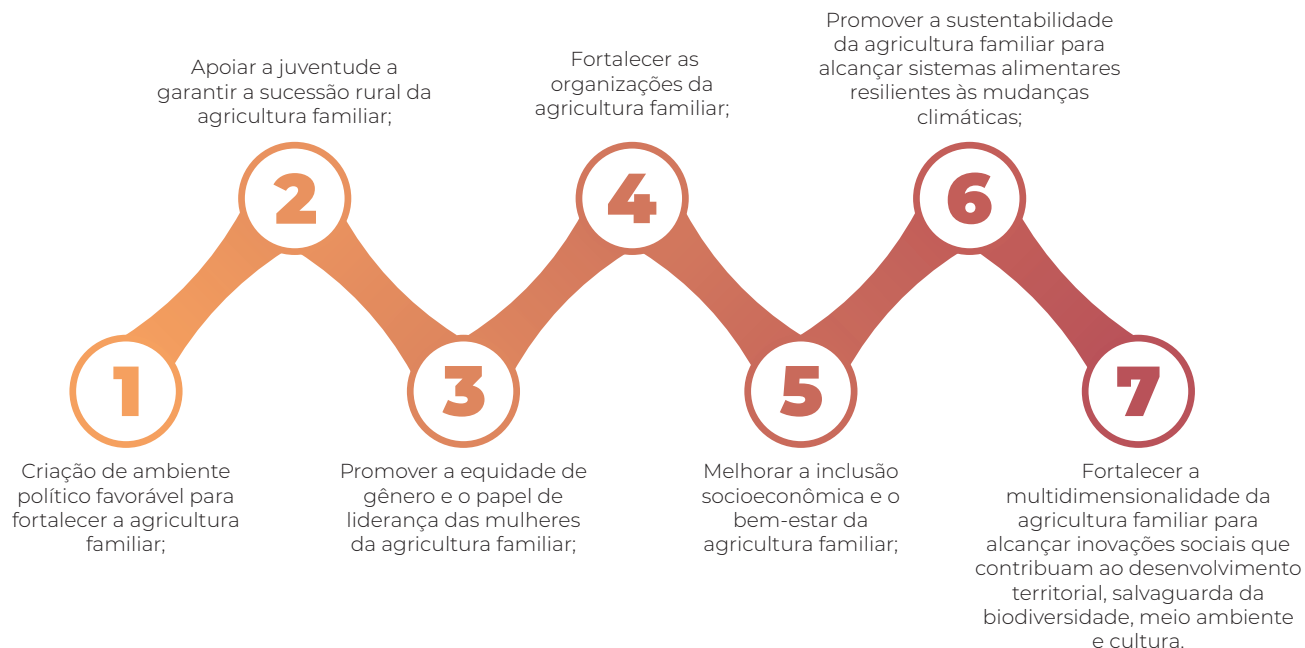 1
Criação de ambiente
político favorável para
fortalecer a agricultura
familiar;
Apoiar a juventude a
garantir a sucessão rural da
agricultura familiar;
2
3
Promover a equidade de
gênero e o papel de
liderança das mulheres
da agricultura familiar;
Fortalecer as
organizações da
agricultura familiar;
4
5
Melhorar a inclusão
socioeconômica e o
bem-estar da
agricultura familiar;
Promover a sustentabilidade
da agricultura familiar para
alcançar sistemas alimentares
resilientes às mudanças
climáticas;
6
7
Fortalecer a
multidimensionalidade da
agricultura familiar para
alcançar inovações sociais que
contribuam ao desenvolvimento
territorial, salvaguarda da
biodiversidade, meio ambiente
e cultura.